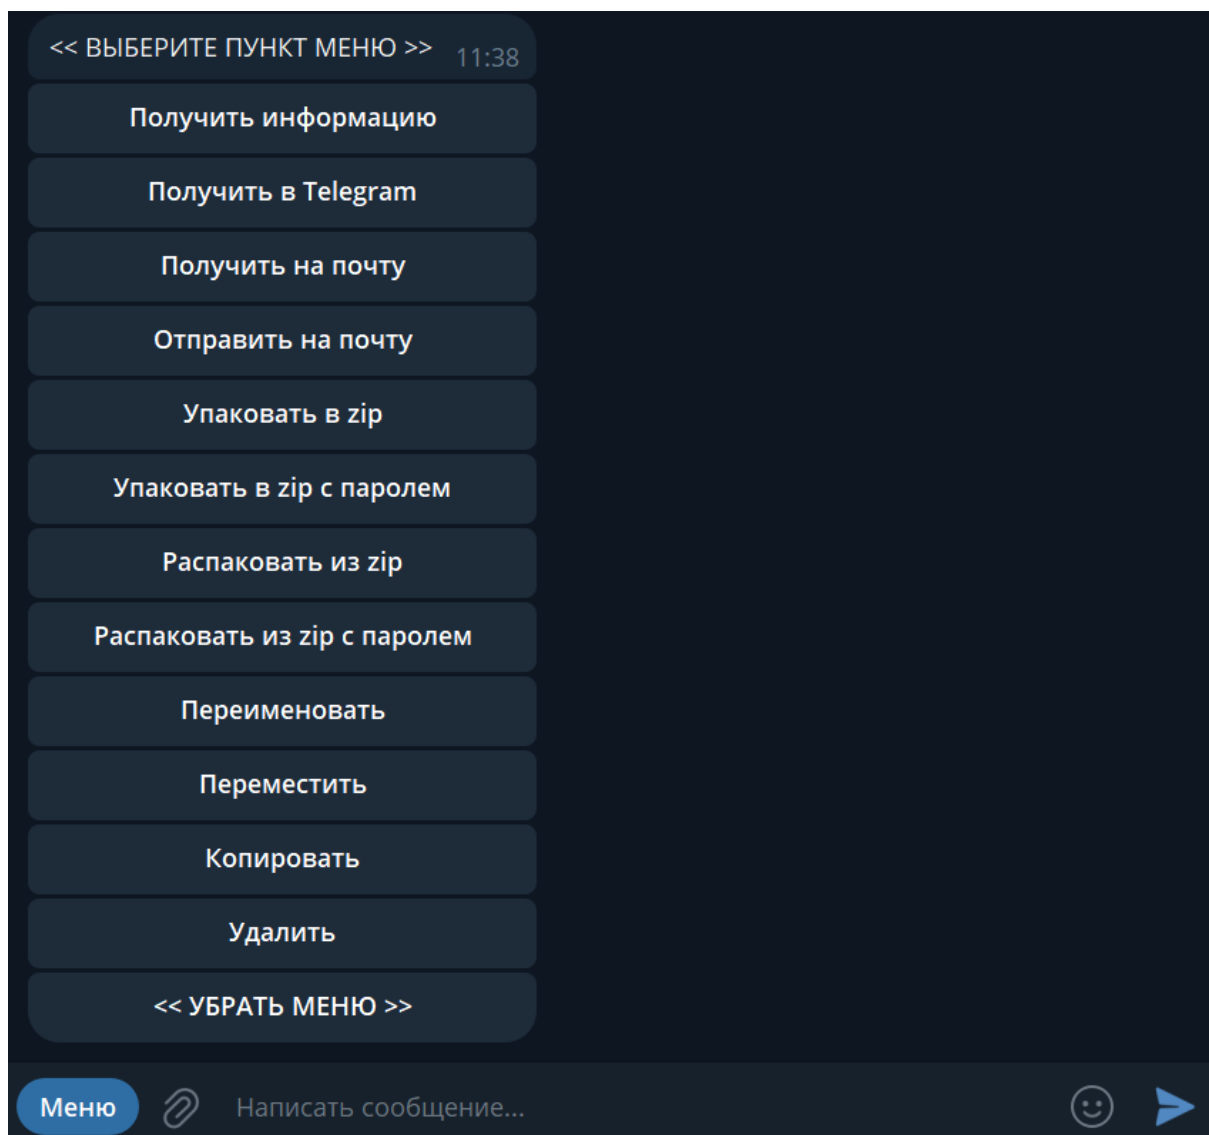 << ВЫБЕРИТЕ ПУНКТ МЕНЮ >> 11:38
Получить информацию
Получить в Telegram
Получить на почту
Отправить на почту
Упаковать в zip
Упаковать в zip с паролем
Распаковать из zip
Распаковать из zip с паролем
Переименовать
Переместить
Копировать
Удалить
<< УБРАТЬ МЕНЮ >>
Меню Написать сообщение...